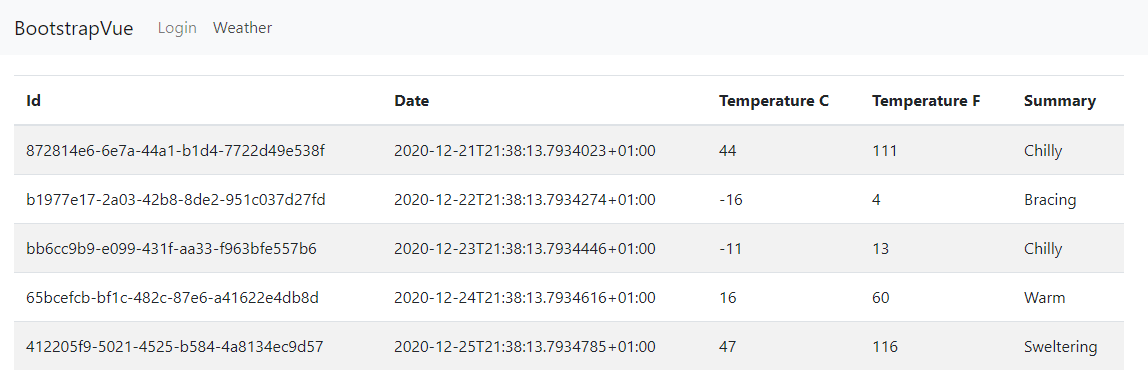 BootstrapVue Login Weather
Id Date Temperature C Temperature F Summary
872814e6-6e7a-44a1-b1d4-7722d49e538f 2020-12-21T21:38:13.7934023+01:00 44 111 Chilly
b1977e17-2a03-42b8-8de2-951c037d27fd 2020-12-22T21:38:13.7934274+01:00 -16 4 Bracing
bb6cc9b9-e099-431f-aa33-f963bfe557b6 2020-12-23T21:38:13.7934446+01:00 -11 13 Chilly
65bcefcb-bf1c-482c-87e6-a41622e4db8d 2020-12-24T21:38:13.7934616+01:00 16 60 Warm
412205f9-5021-4525-b584-4a8134ec9d57 2020-12-25T21:38:13.7934785+01:00 47 116 Sweltering